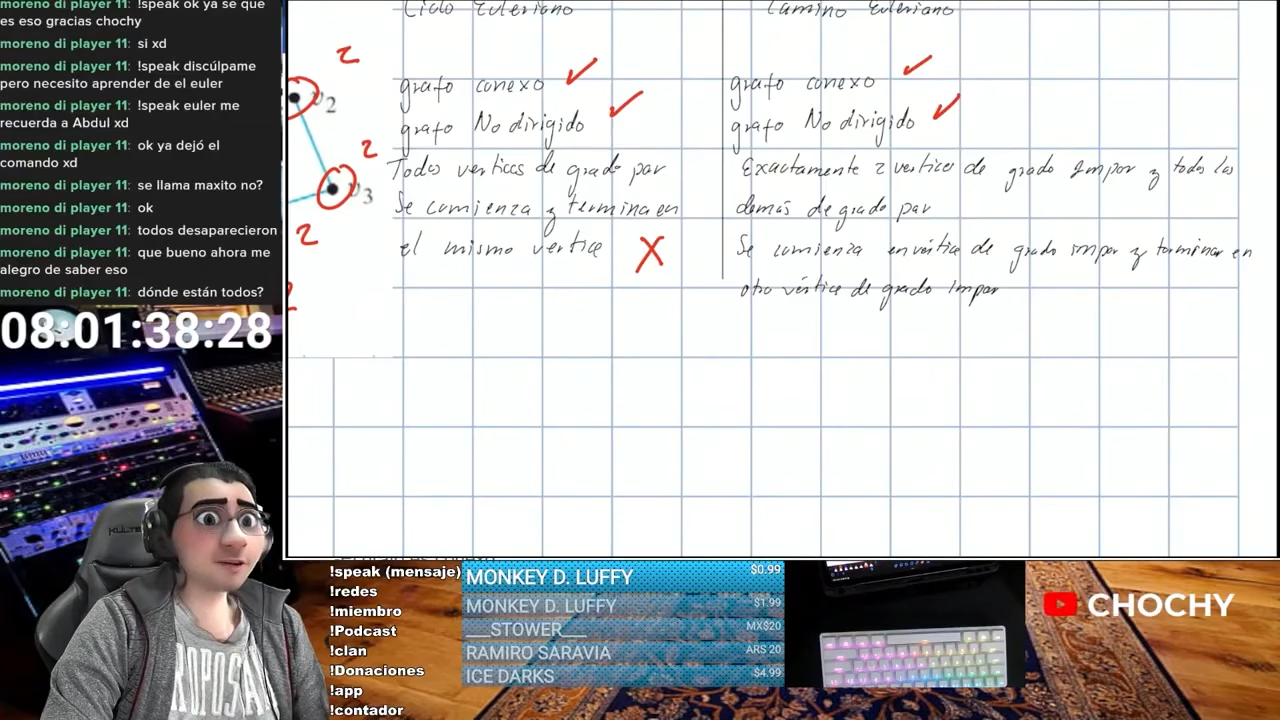 moreno di player 11: !speak ok ya se que
es eso gracias chochy
moreno di player 11: si xd
moreno di player 11: !speak discúlpame
pero necesito aprender de el euler
moreno di player 11: !speak euler me
recuerda a Abdul xd
moreno di player 11: ok ya dejó el
comando xd
moreno di player 11: se llama maxito no?
moreno di player 11: ok
moreno di player 11: todos desaparecieron
moreno di player 11: que bueno ahora me
alegro de saber eso
moreno di player 11: dónde están todos?
08:01:38:28
2
v2
2
v3
2
2
Ciclo Euleriano
grafo conexo ✓
grafo No dirigido ✓
Todos vertices de grado par
Se comienza y termina en
el mismo vertice X
Camino Euleriano
grafo conexo ✓
grafo No dirigido ✓
Exactamente 2 vertices de grado Impar y todos los
demás de grado par
Se comienza en vértice de grado impar y terminar en
otro vértice de grado Impar
!speak (mensaje)
!redes
!miembro
!Podcast
!clan
!Donaciones
!app
!contador
MONKEY D. LUFFY $0.99
MONKEY D. LUFFY $1.99
___STOWER___ MX$20
RAMIRO SARAVIA ARS 20
ICE DARKS $4.99
CHOCHY